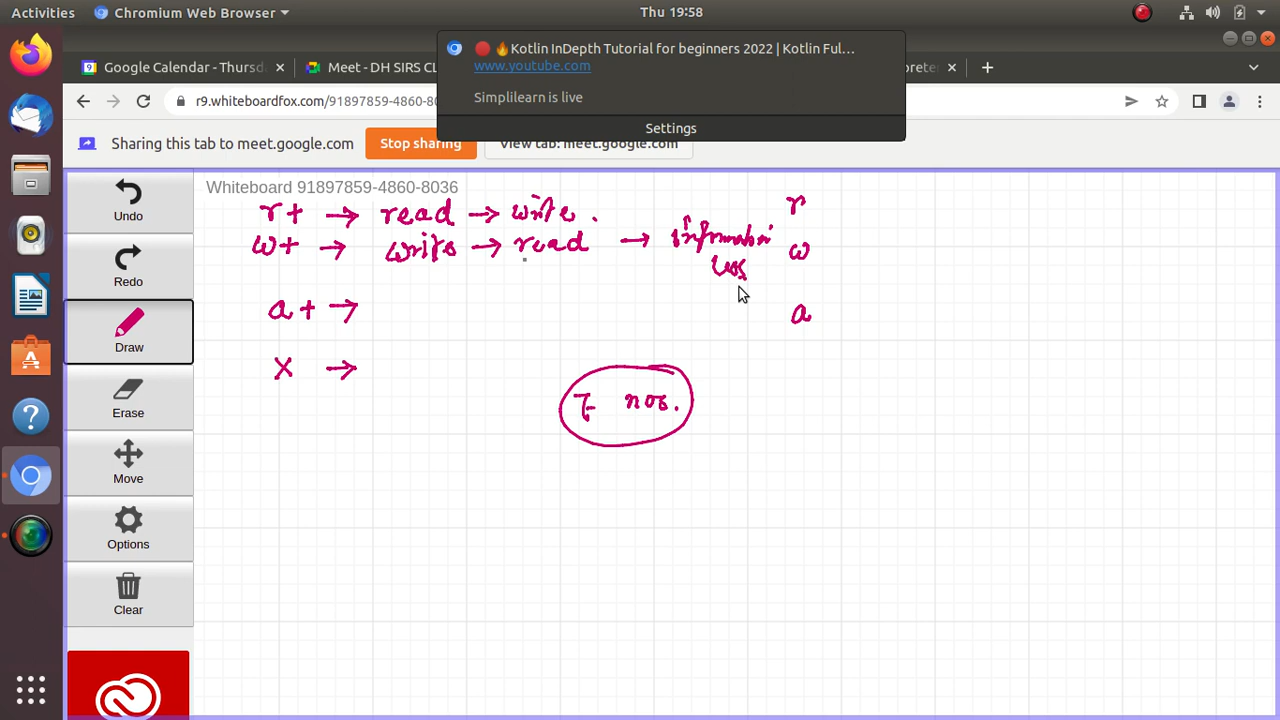 Activities
Chromium Web Browser
Thu 19:58
🔥Kotlin InDepth Tutorial for beginners 2022 | Kotlin Ful...
www.youtube.com
Simplilearn is live
Settings
Google Calendar - Thursd
Meet - DH SIRS CL
preter
r9.whiteboardfox.com/91897859-4860-80
Sharing this tab to meet.google.com
Stop sharing
View tab: meet.google.com
Whiteboard 91897859-4860-8036
Undo
Redo
Draw
Erase
Move
Options
Clear
r+ → read → write. r
w+ → write → read → information w
loss
a+ → a
x →
nos.